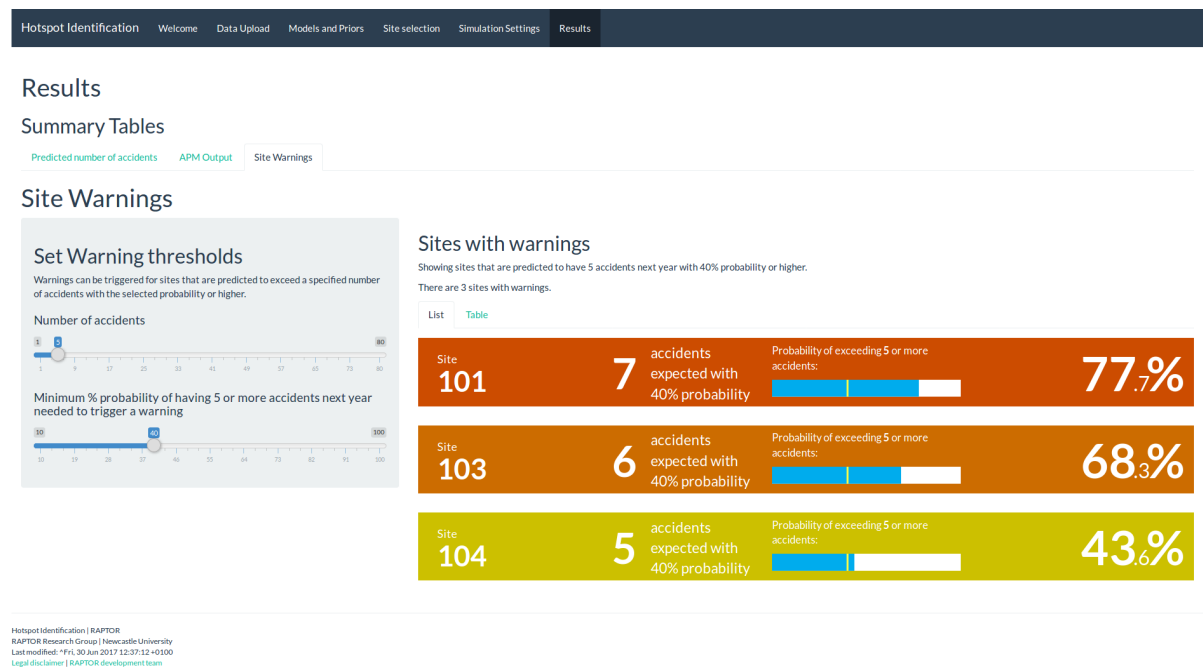 Hotspot Identification Welcome Data Upload Models and Priors Site selection Simulation Settings Results
Results
Summary Tables
Predicted number of accidents APM Output Site Warnings
Site Warnings
Set Warning thresholds
Warnings can be triggered for sites that are predicted to exceed a specified number
of accidents with the selected probability or higher.
Number of accidents
1 5 80
1 9 17 25 33 41 49 57 65 73 80
Minimum % probability of having 5 or more accidents next year
needed to trigger a warning
10 40 100
10 19 28 37 46 55 64 73 82 91 100
Sites with warnings
Showing sites that are predicted to have 5 accidents next year with 40% probability or higher.
There are 3 sites with warnings.
List Table
Site
101
7
accidents
expected with
40% probability
Probability of exceeding 5 or more
accidents:
77.7%
Site
103
6
accidents
expected with
40% probability
Probability of exceeding 5 or more
accidents:
68.3%
Site
104
5
accidents
expected with
40% probability
Probability of exceeding 5 or more
accidents:
43.6%
Hotspot Identification | RAPTOR
RAPTOR Research Group | Newcastle University
Last modified: ^Fri, 30 Jun 2017 12:37:12 +0100
Legal disclaimer | RAPTOR development team